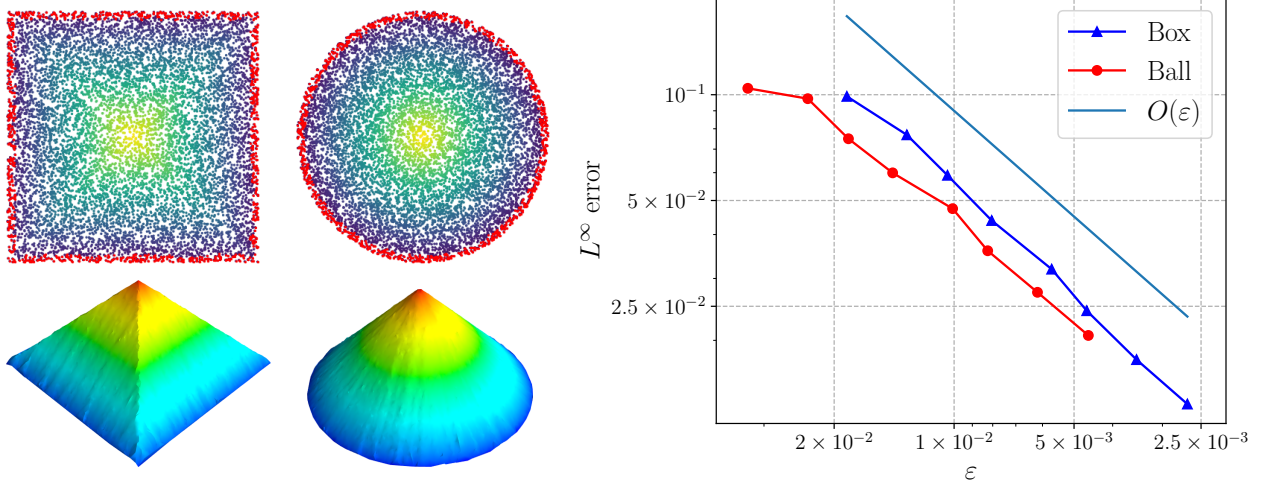 Box
Ball
O(ε)
10⁻¹
5 × 10⁻²
2.5 × 10⁻²
L∞ error
2 × 10⁻²
1 × 10⁻²
5 × 10⁻³
2.5 × 10⁻³
ε